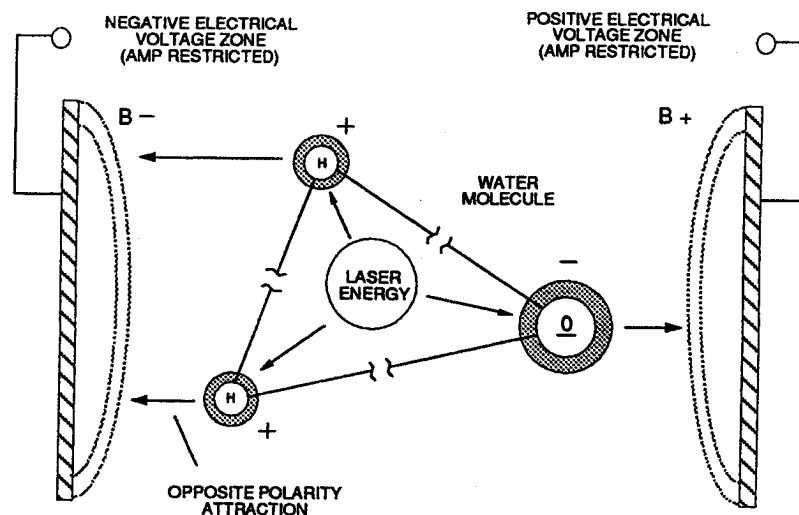 NEGATIVE ELECTRICAL
VOLTAGE ZONE
(AMP RESTRICTED)
POSITIVE ELECTRICAL
VOLTAGE ZONE
(AMP RESTRICTED)
B -
B +
+
H
WATER
MOLECULE
-
LASER
ENERGY
O
H
+
OPPOSITE POLARITY
ATTRACTION